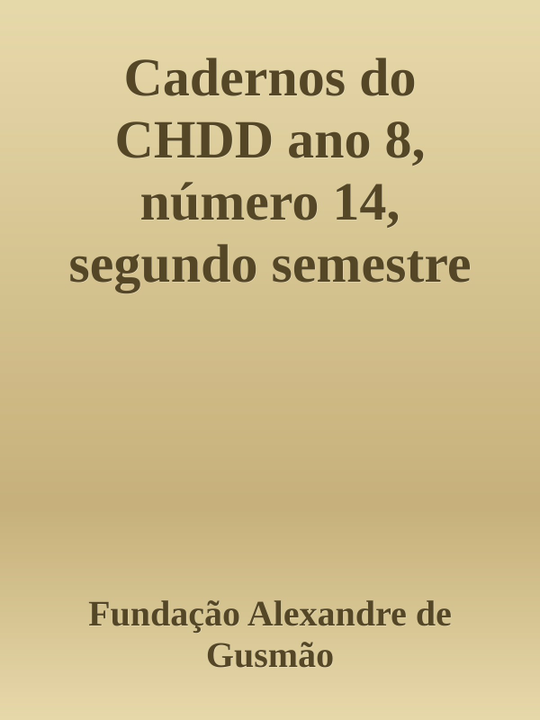 Cadernos do
CHDD ano 8,
número 14,
segundo semestre
Fundação Alexandre de
Gusmão